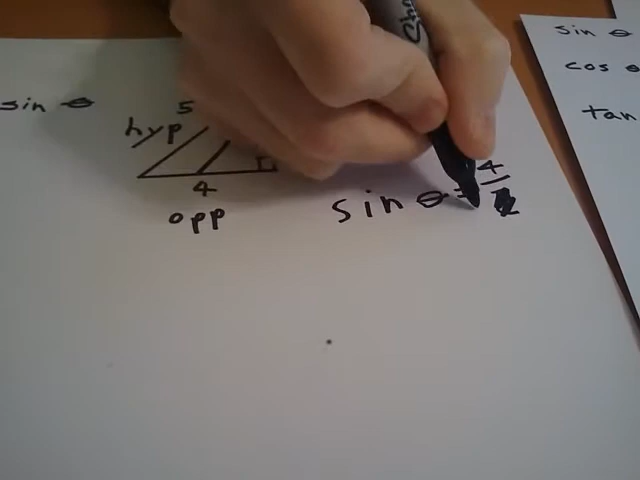 sin θ
5
hyp
4
opp
sin θ = 4/
sin θ
cos θ
tan